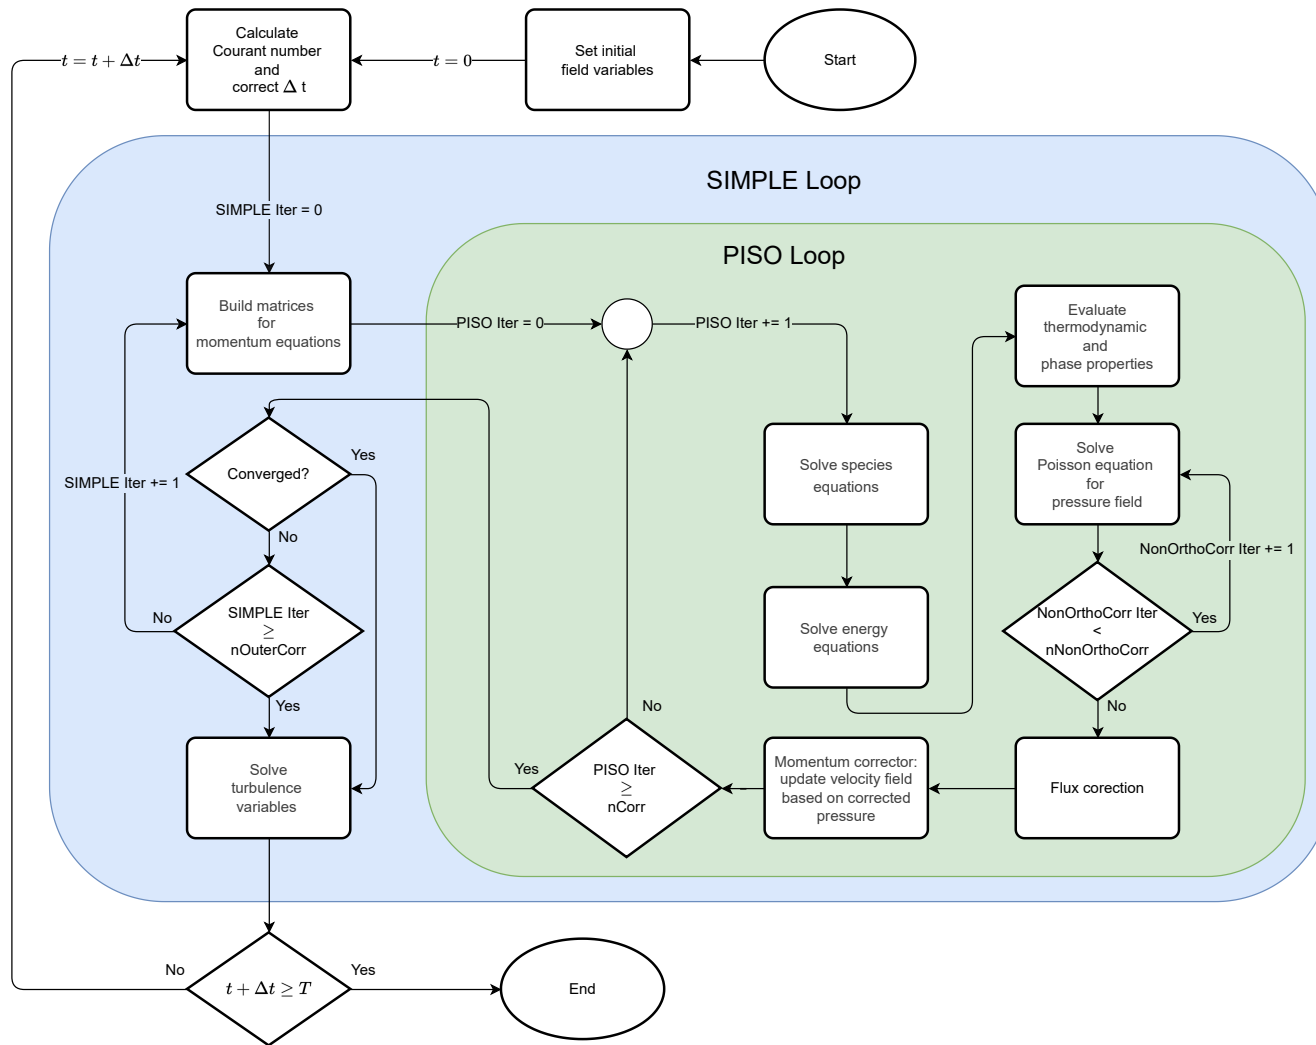 Calculate
Courant number
and
correct Δ t
t = t + Δt
t = 0
Set initial
field variables
Start
SIMPLE Loop
SIMPLE Iter = 0
PISO Loop
Build matrices
for
momentum equations
PISO Iter = 0
PISO Iter += 1
Evaluate
thermodynamic
and
phase properties
Converged?
Yes
No
SIMPLE Iter += 1
Solve species
equations
Solve
Poisson equation
for
pressure field
NonOrthoCorr Iter += 1
SIMPLE Iter
≥
nOuterCorr
No
Yes
Solve energy
equations
NonOrthoCorr Iter
<
nNonOrthoCorr
Yes
No
Solve
turbulence
variables
PISO Iter
≥
nCorr
No
Yes
Momentum corrector:
update velocity field
based on corrected
pressure
Flux corection
t + Δt ≥ T
No
Yes
End